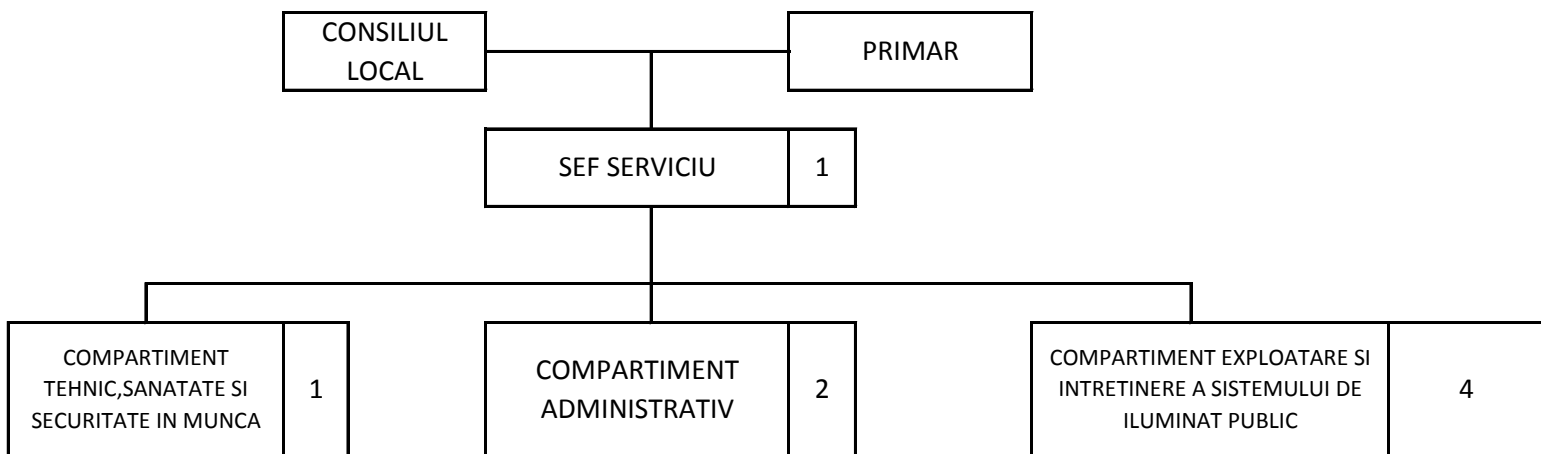 CONSILIUL
LOCAL
PRIMAR
SEF SERVICIU
1
COMPARTIMENT
TEHNIC,SANATATE SI
SECURITATE IN MUNCA
1
COMPARTIMENT
ADMINISTRATIV
2
COMPARTIMENT EXPLOATARE SI
INTRETINERE A SISTEMULUI DE
ILUMINAT PUBLIC
4